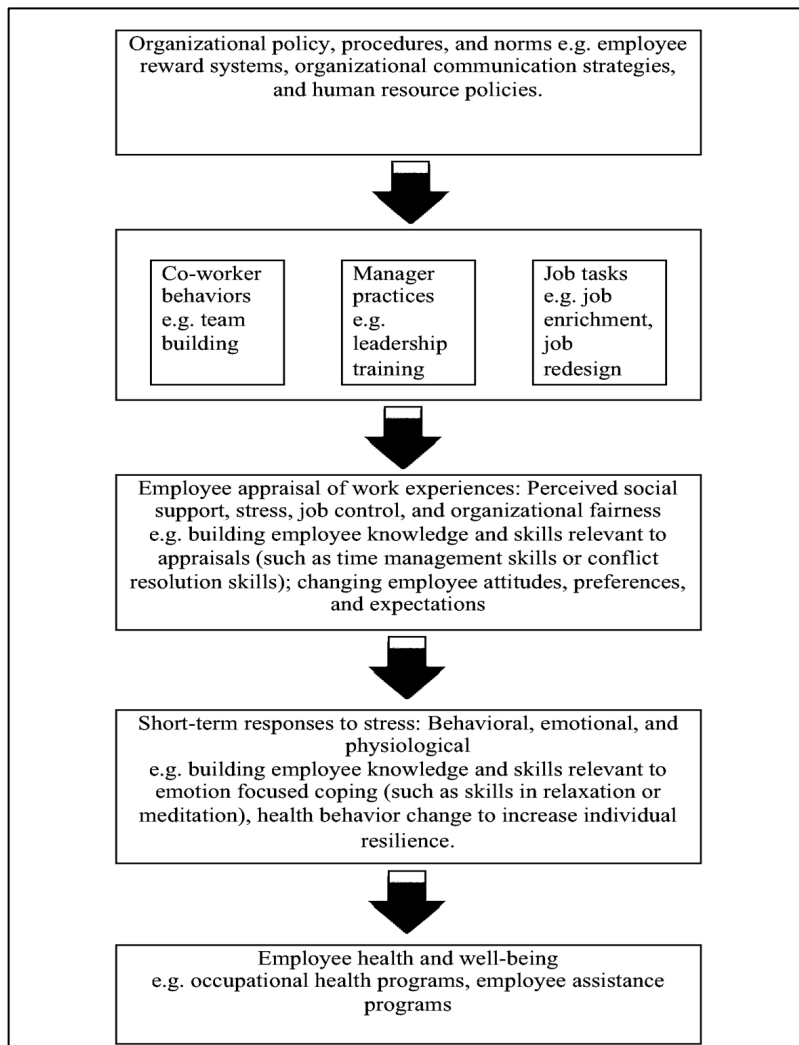 Organizational policy, procedures, and norms e.g. employee
reward systems, organizational communication strategies,
and human resource policies.
Co-worker
behaviors
e.g. team
building
Manager
practices
e.g.
leadership
training
Job tasks
e.g. job
enrichment,
job
redesign
Employee appraisal of work experiences: Perceived social
support, stress, job control, and organizational fairness
e.g. building employee knowledge and skills relevant to
appraisals (such as time management skills or conflict
resolution skills); changing employee attitudes, preferences,
and expectations
Short-term responses to stress: Behavioral, emotional, and
physiological
e.g. building employee knowledge and skills relevant to
emotion focused coping (such as skills in relaxation or
meditation), health behavior change to increase individual
resilience.
Employee health and well-being
e.g. occupational health programs, employee assistance
programs